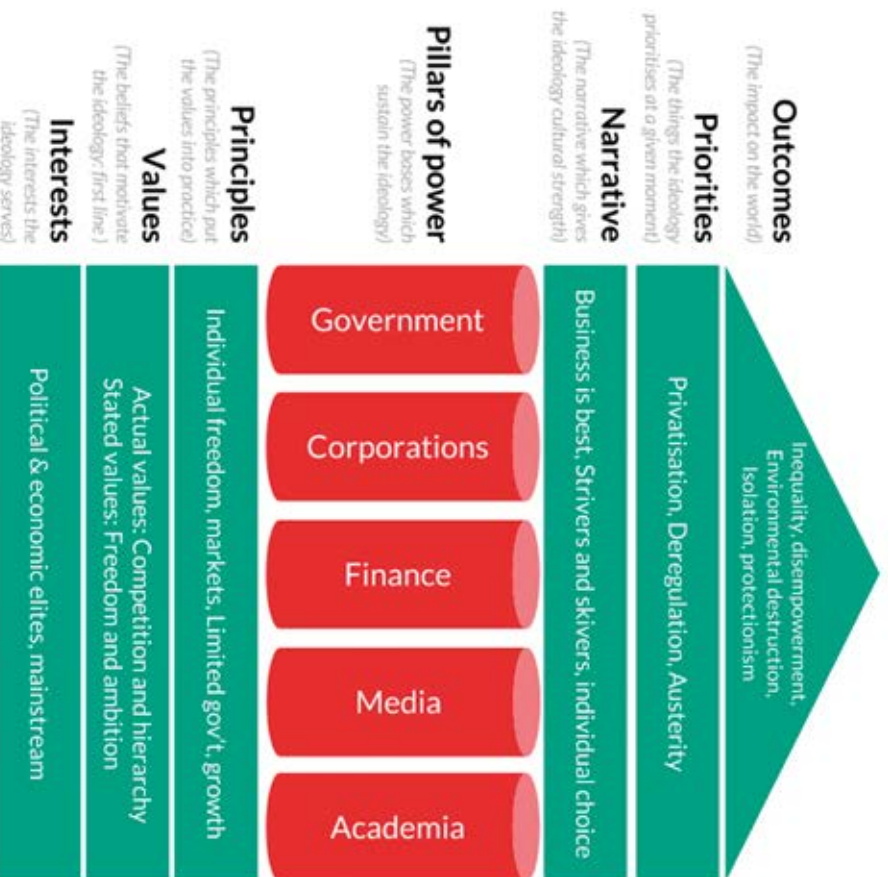 Outcomes
(The impact on the world)
Inequality, disempowerment,
Environmental destruction,
Isolation, protectionism
Priorities
(The things the ideology
prioritises at a given moment)
Privatisation, Deregulation, Austerity
Narrative
(The narrative which gives
the ideology cultural strength)
Business is best, Strivers and skivers, individual choice
Pillars of power
(The power bases which
sustain the ideology)
Government
Corporations
Finance
Media
Academia
Principles
(The principles which put
the values into practice)
Individual freedom, markets, Limited gov't, growth
Values
(The beliefs that motivate
the ideology: first line )
Actual values: Competition and hierarchy
Stated values: Freedom and ambition
Interests
(The interests the
ideology serves)
Political & economic elites, mainstream